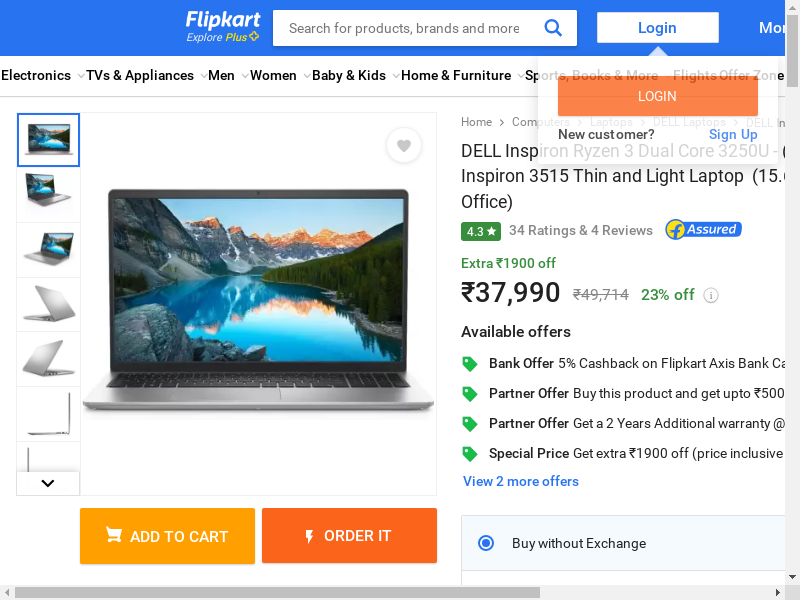 Flipkart
Explore Plus
Search for products, brands and more
Login
Mor
Electronics
TVs & Appliances
Men
Women
Baby & Kids
Home & Furniture
Sports, Books & More
Flights
Offer Zone
LOGIN
New customer?
Sign Up
Home
Computers
Laptops
DELL Laptops
DELL In
DELL Inspiron Ryzen 3 Dual Core 3250U - (
Inspiron 3515 Thin and Light Laptop (15.6
Office)
4.3
34 Ratings & 4 Reviews
Assured
Extra ₹1900 off
₹37,990
₹49,714
23% off
Available offers
Bank Offer 5% Cashback on Flipkart Axis Bank Ca
Partner Offer Buy this product and get upto ₹500
Partner Offer Get a 2 Years Additional warranty @
Special Price Get extra ₹1900 off (price inclusive
View 2 more offers
ADD TO CART
ORDER IT
Buy without Exchange